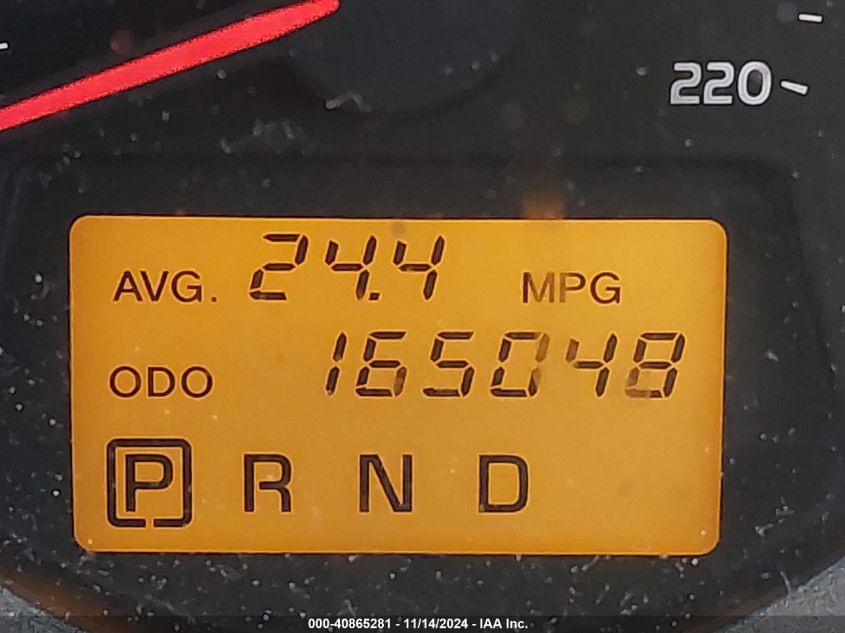 220
AVG. 24.4 MPG
ODO 165048
P R N D
000-40865281 - 11/14/2024 - IAA Inc.